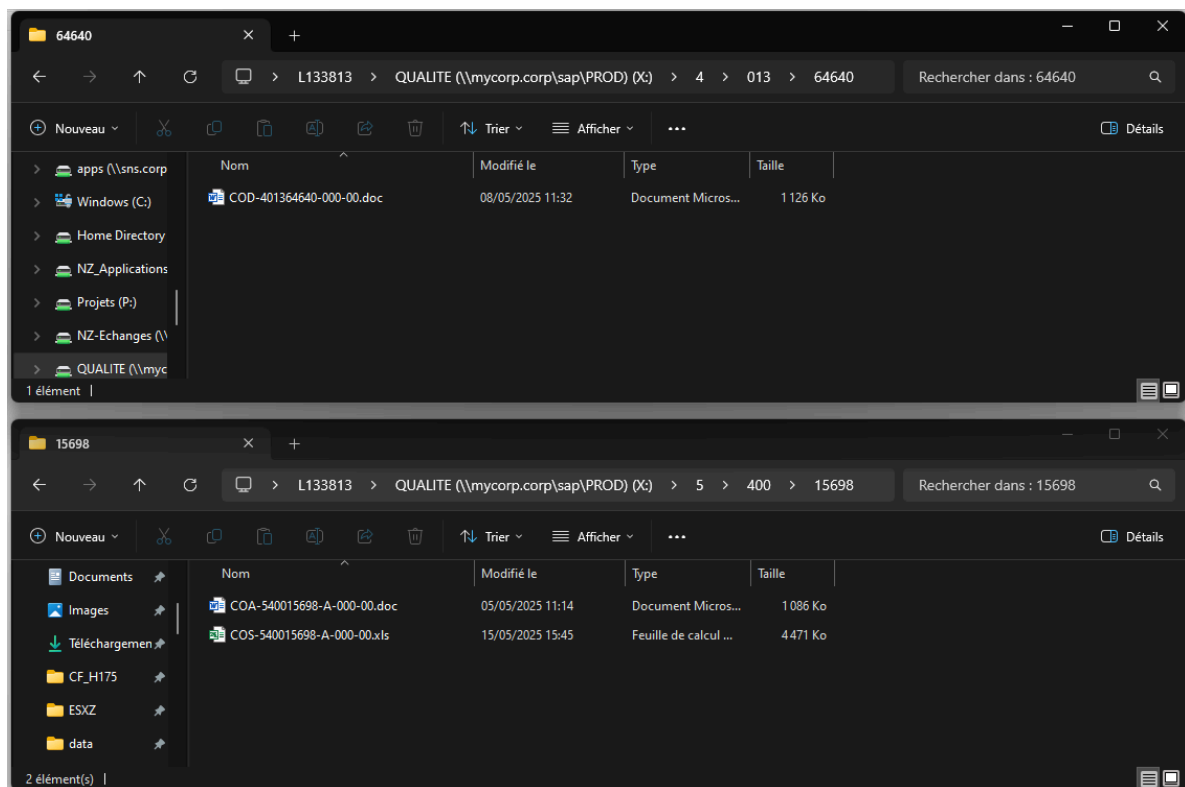 64640
L133813 > QUALITE (\\mycorp.corp\sap\PROD) (X:) > 4 > 013 > 64640
Rechercher dans : 64640
Nouveau
Trier
Afficher
Détails
Nom Modifié le Type Taille
COD-401364640-000-00.doc 08/05/2025 11:32 Document Micros... 1 126 Ko
apps (\\sns.corp
Windows (C:)
Home Directory
NZ_Applications
Projets (P:)
NZ-Echanges (\\
QUALITE (\\myc
1 élément
15698
L133813 > QUALITE (\\mycorp.corp\sap\PROD) (X:) > 5 > 400 > 15698
Rechercher dans : 15698
Nouveau
Trier
Afficher
Détails
Nom Modifié le Type Taille
COA-540015698-A-000-00.doc 05/05/2025 11:14 Document Micros... 1 086 Ko
COS-540015698-A-000-00.xls 15/05/2025 15:45 Feuille de calcul ... 4 471 Ko
Documents
Images
Téléchargemen
CF_H175
ESXZ
data
2 élément(s)